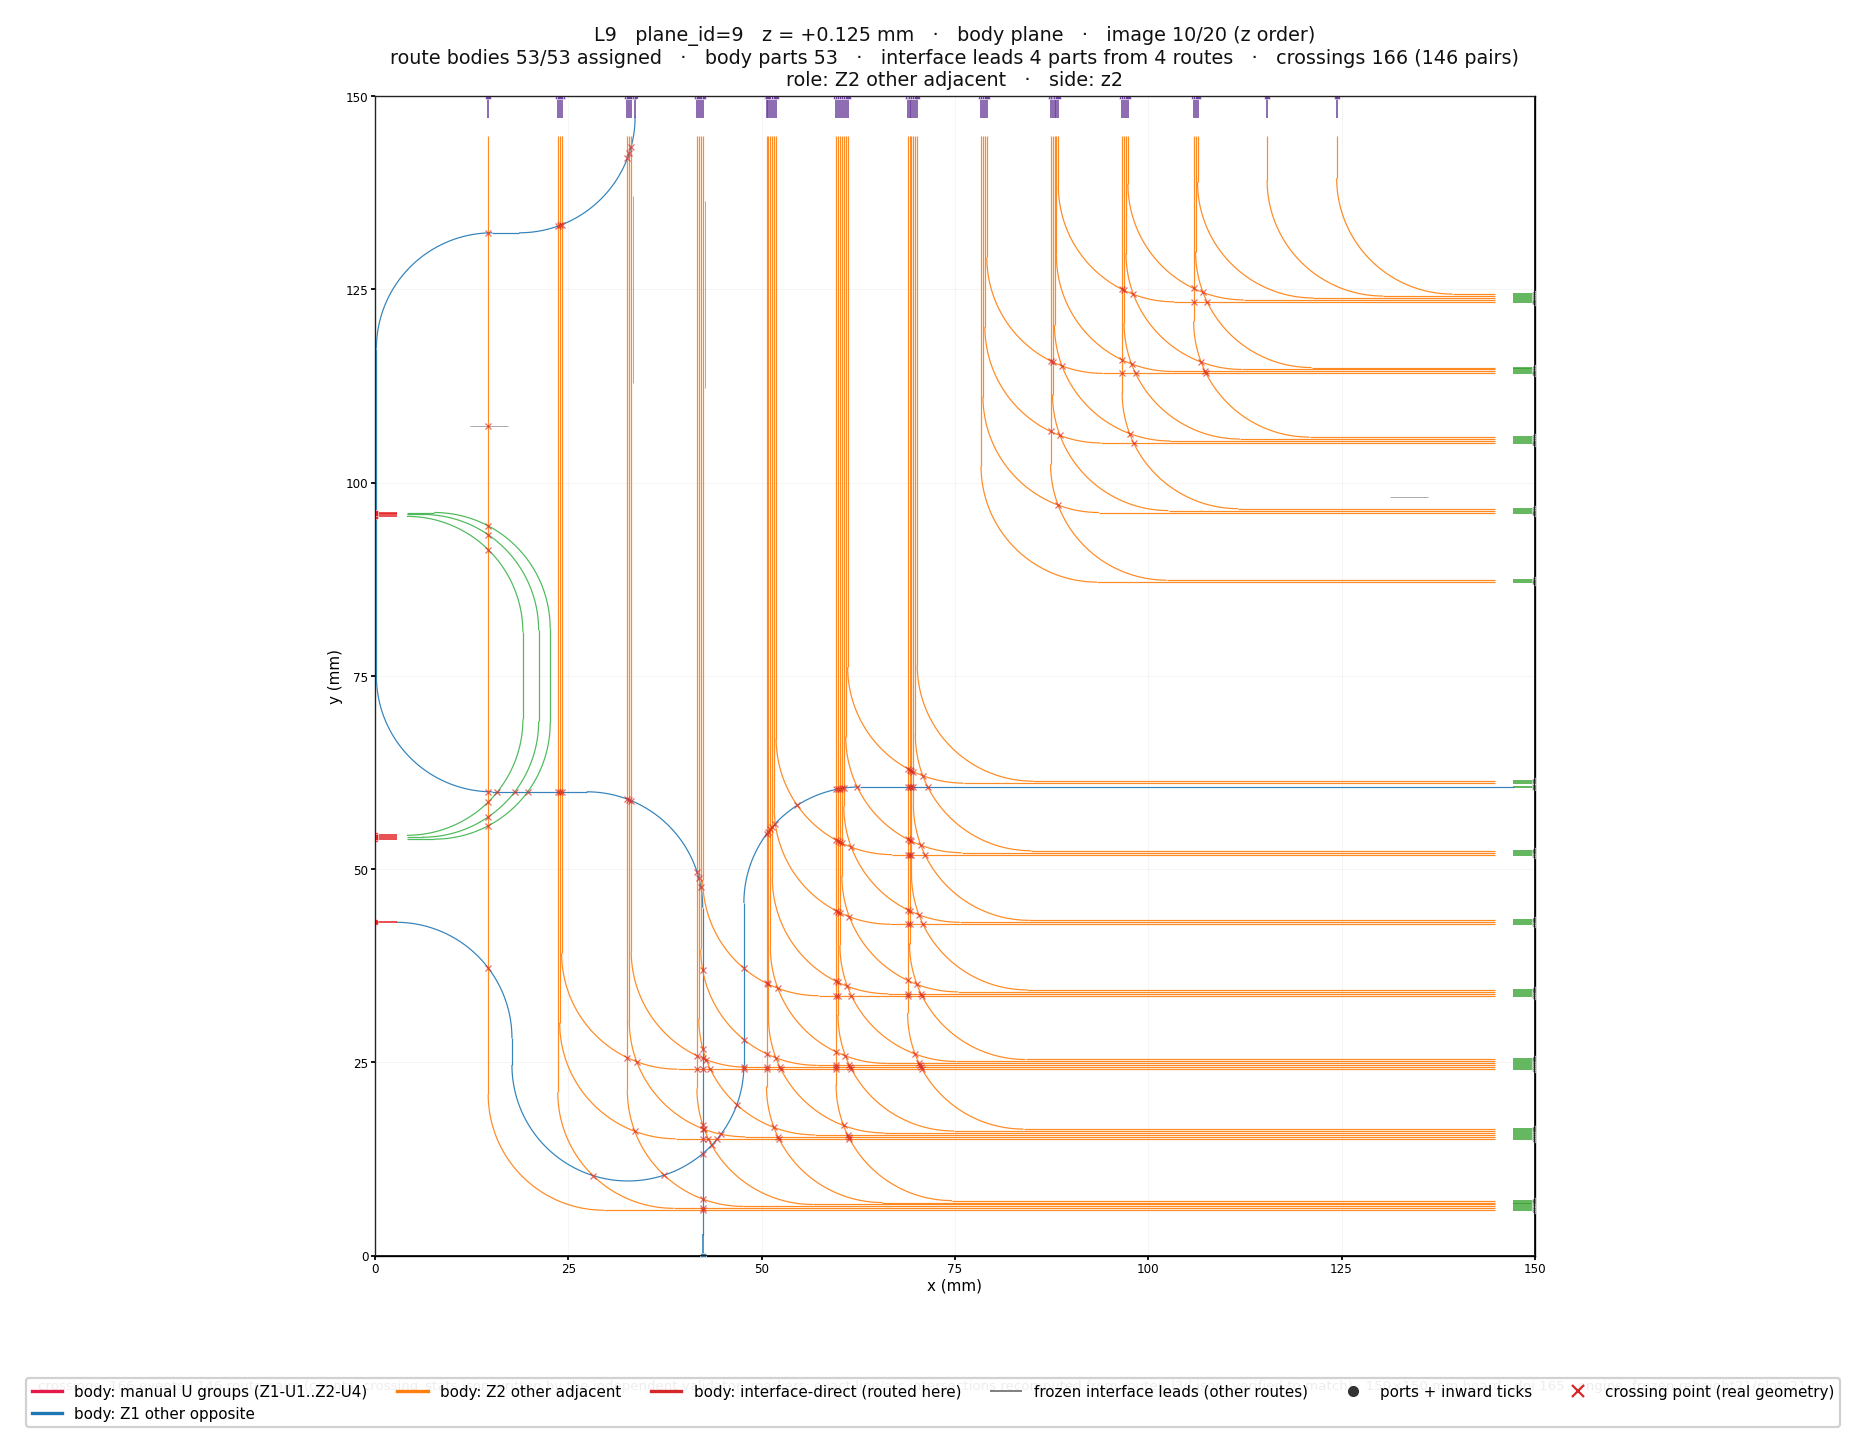 L9 plane_id=9 z = +0.125 mm · body plane · image 10/20 (z order)
route bodies 53/53 assigned · body parts 53 · interface leads 4 parts from 4 routes · crossings 166 (146 pairs)
role: Z2 other adjacent · side: z2
150
125
100
75
50
25
0
y (mm)
0 25 50 75 100 125 150
x (mm)
body: manual U groups (Z1-U1..Z2-U4)
body: Z2 other adjacent
body: interface-direct (routed here)
frozen interface leads (other routes)
ports + inward ticks
crossing point (real geometry)
body: Z1 other opposite